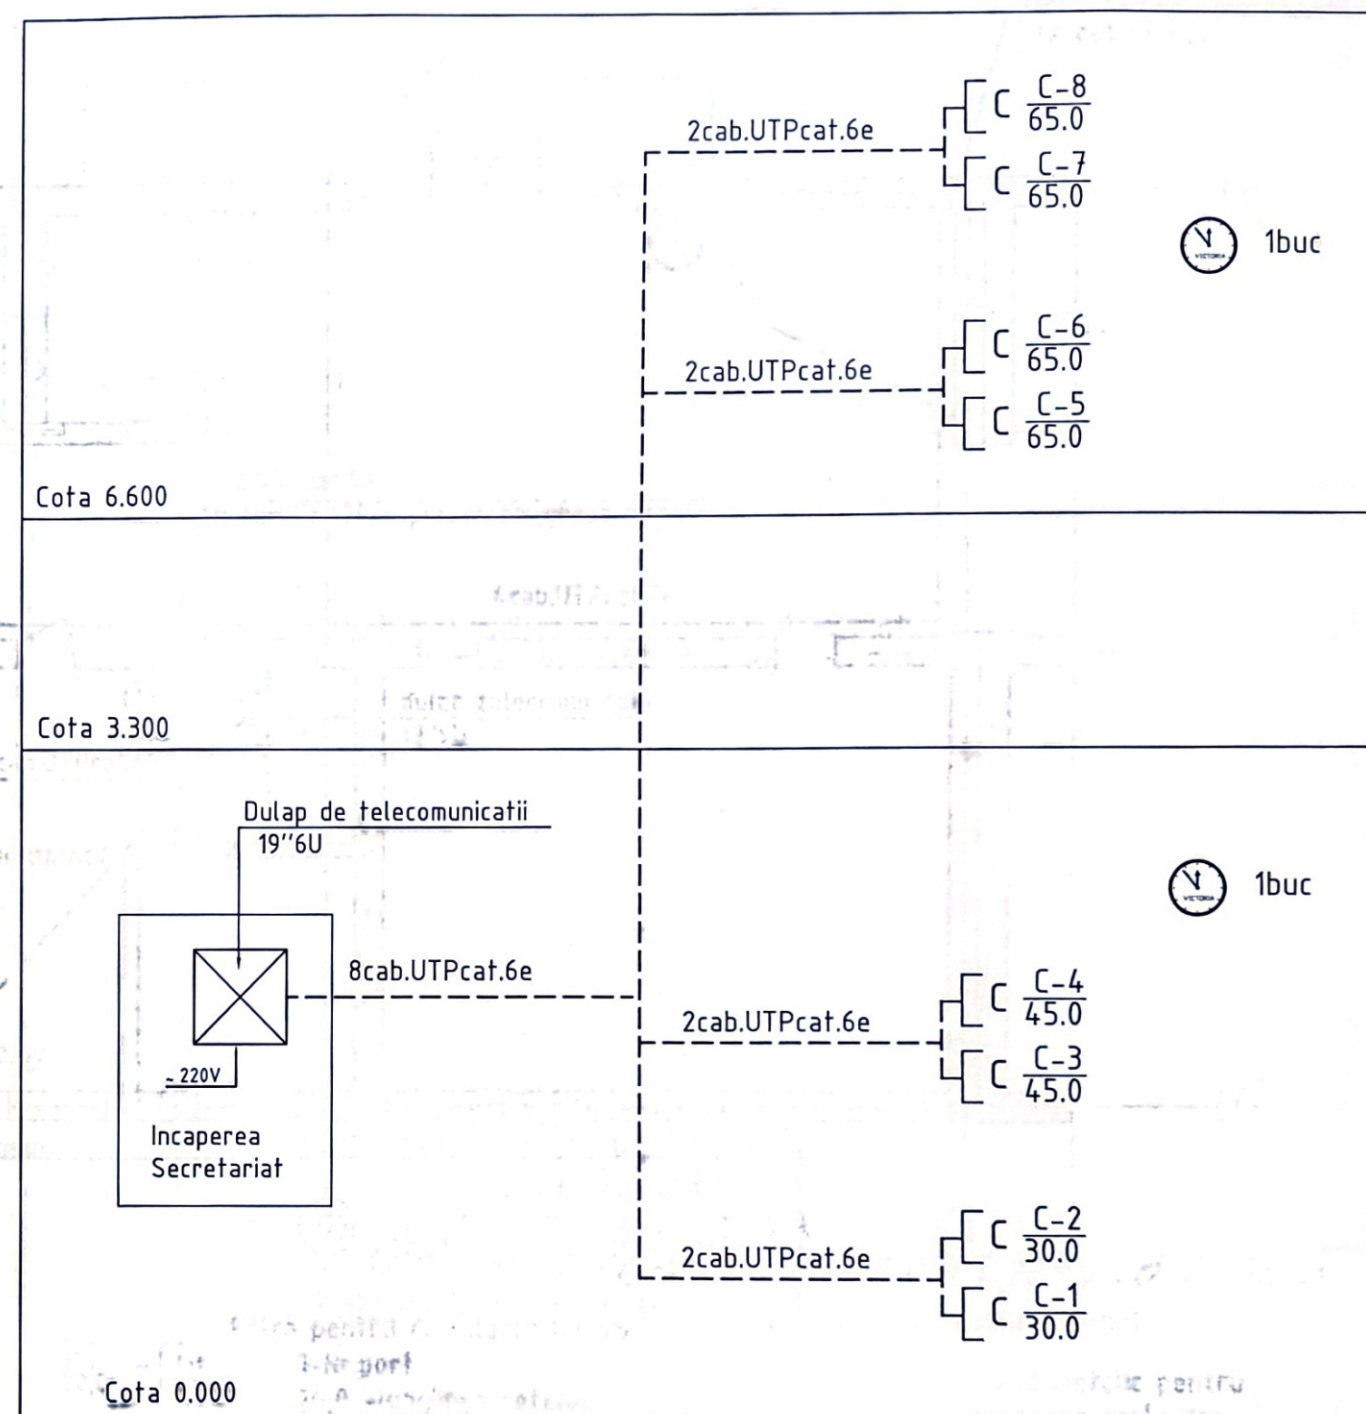 2cab.UTPcat.6e
C C-8
65.0
C C-7
65.0
VICTORIA
1buc
2cab.UTPcat.6e
C C-6
65.0
C C-5
65.0
Cota 6.600
Cota 3.300
Dulap de telecomunicatii
19''6U
VICTORIA
1buc
8cab.UTPcat.6e
~220V
Incaperea
Secretariat
2cab.UTPcat.6e
C C-4
45.0
C C-3
45.0
2cab.UTPcat.6e
C C-2
30.0
C C-1
30.0
Cota 0.000